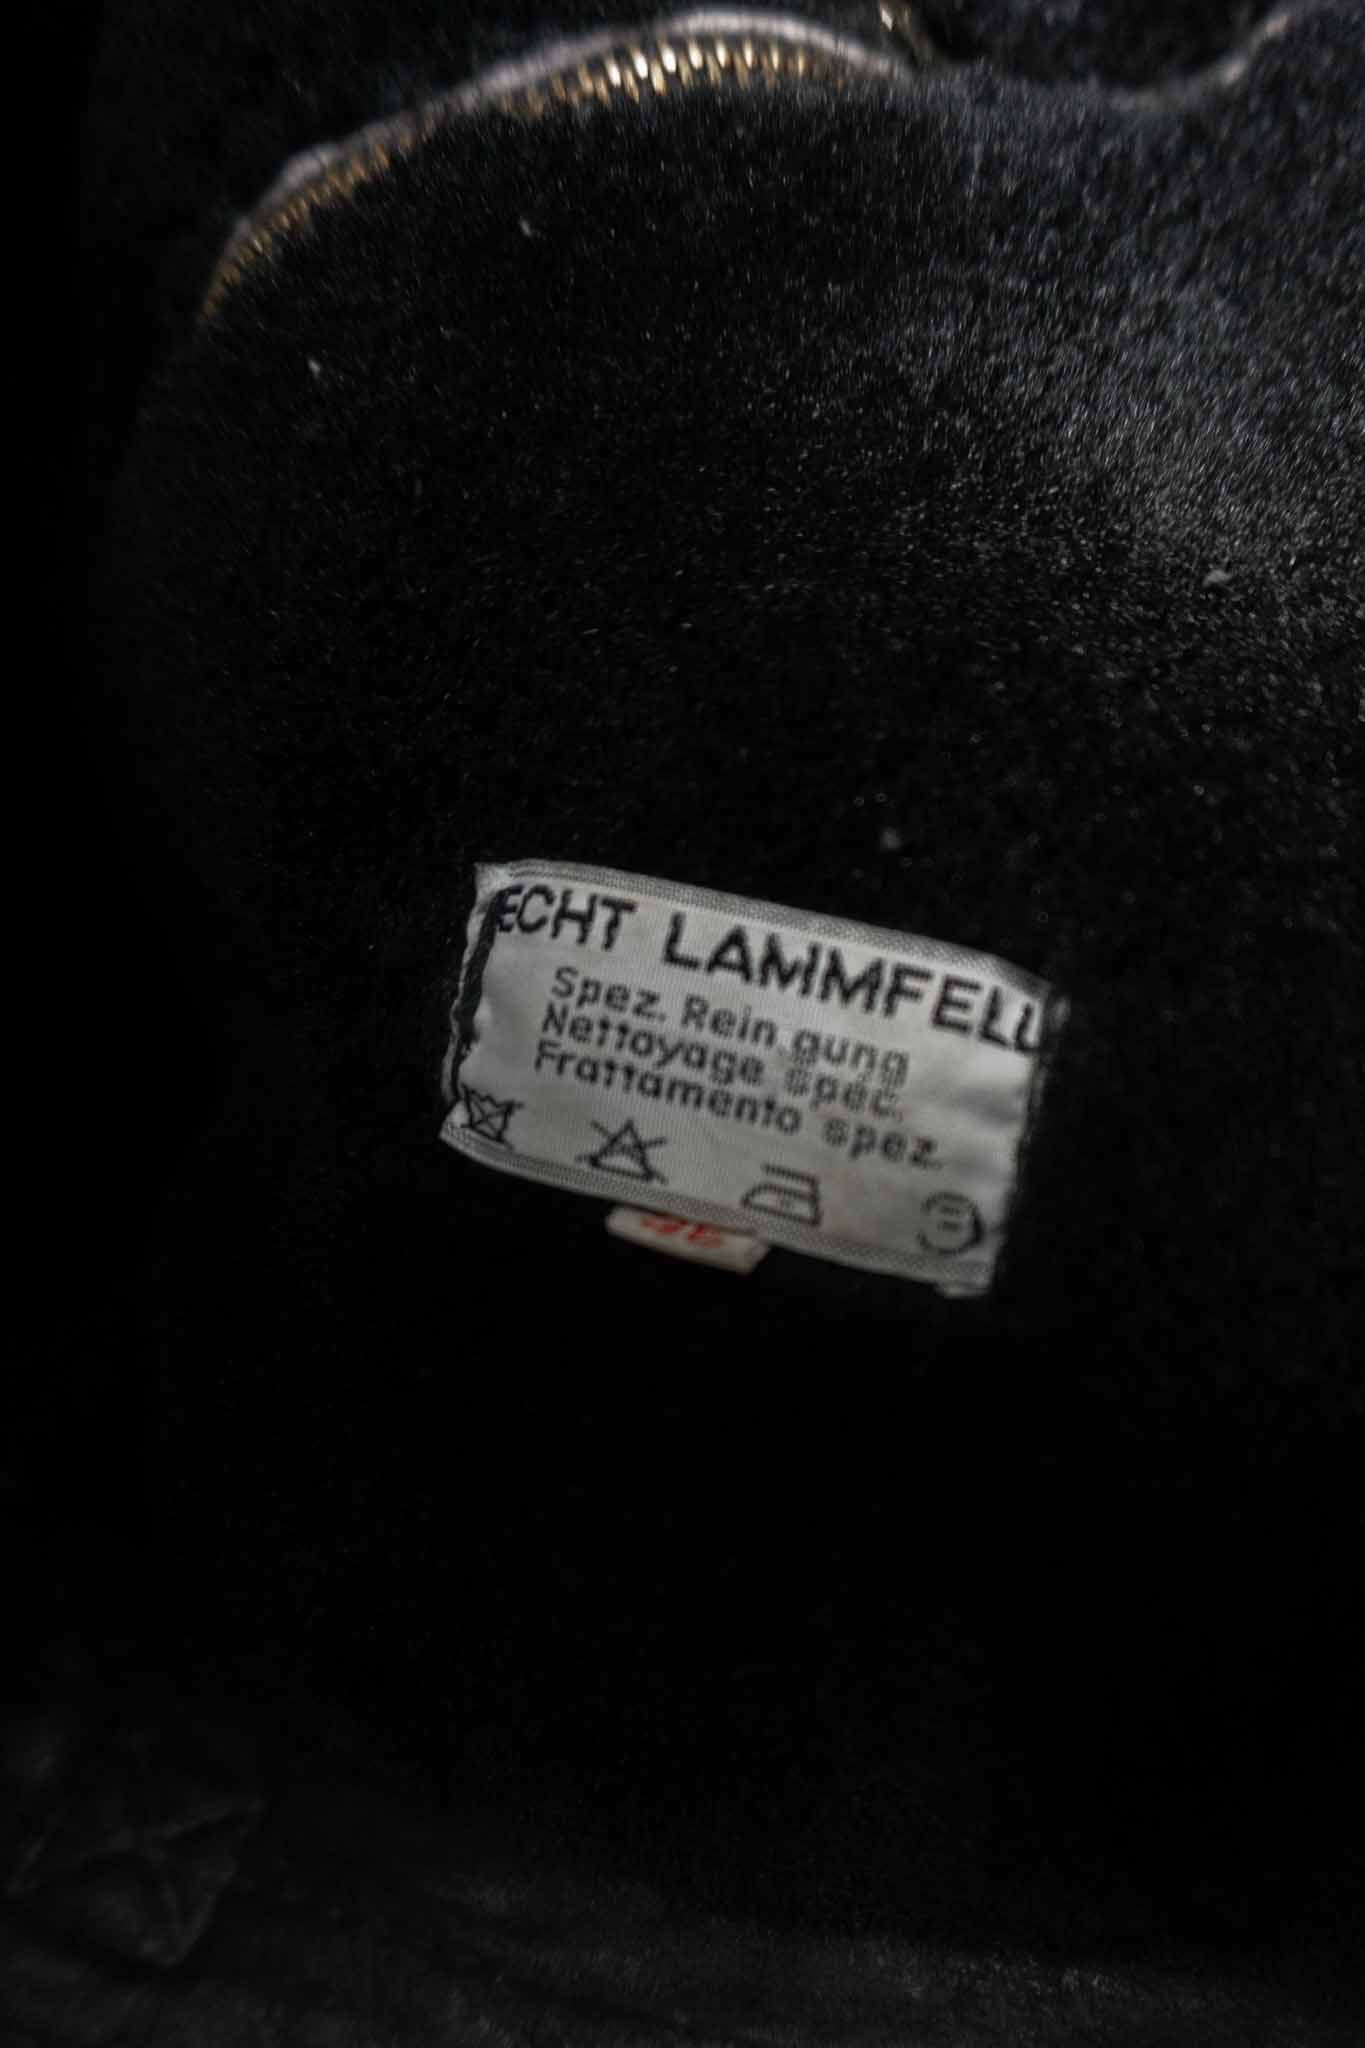 ECHT LAMMFELL
Spez. Rein gung
Nettoyage spéc.
Frattamento spez.